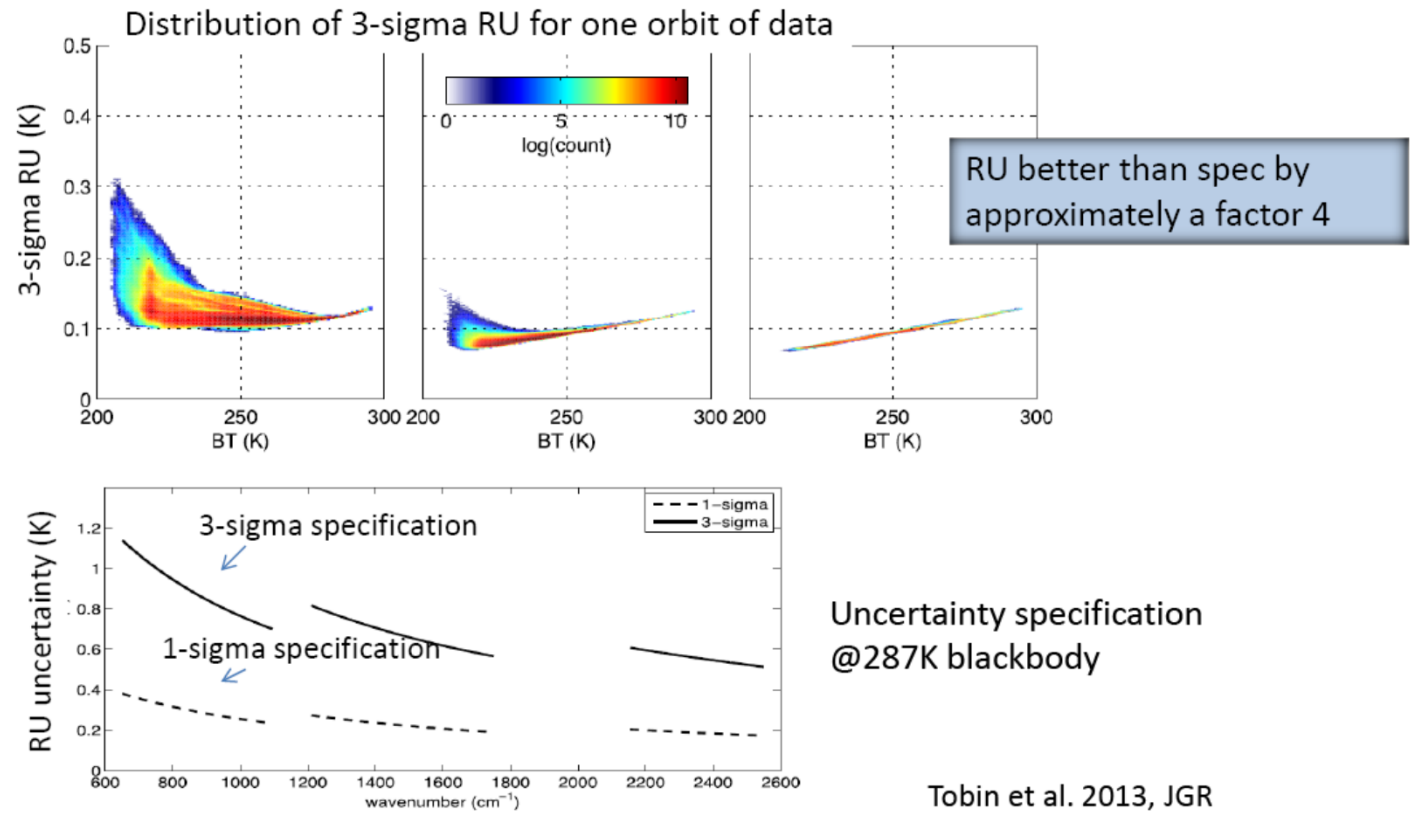 Distribution of 3-sigma RU for one orbit of data
3-sigma RU (K)
0.5
0.4
0.3
0.2
0.1
0
200
250
300
BT (K)
0
5
10
log(count)
200
250
300
BT (K)
200
250
300
BT (K)
RU better than spec by
approximately a factor 4
RU uncertainty (K)
1.2
1
0.8
0.6
0.4
0.2
0
3-sigma specification
1-sigma specification
1-sigma
3-sigma
600
800
1000
1200
1400
1600
1800
2000
2200
2400
2600
wavenumber (cm⁻¹)
Uncertainty specification
@287K blackbody
Tobin et al. 2013, JGR